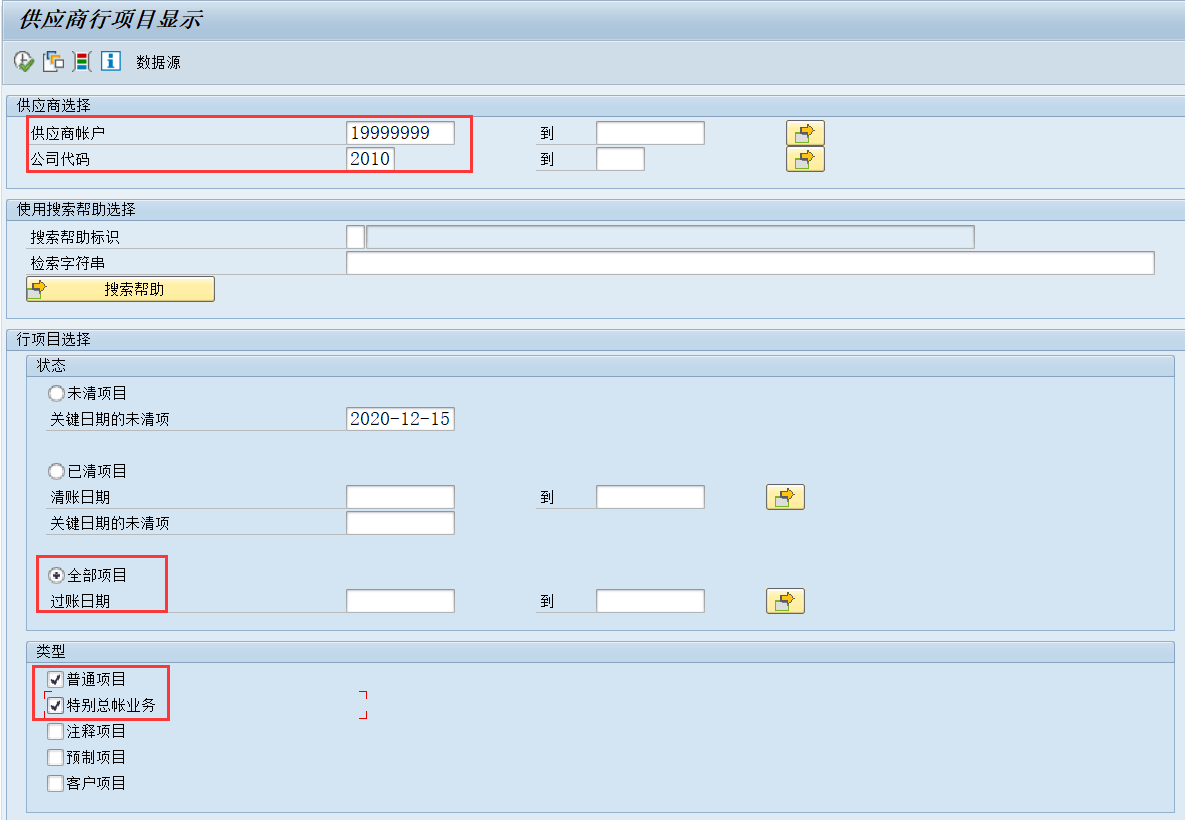 供应商行项目显示
数据源
供应商选择
供应商帐户 19999999 到
公司代码 2010 到
使用搜索帮助选择
搜索帮助标识
检索字符串
搜索帮助
行项目选择
状态
未清项目
关键日期的未清项 2020-12-15
已清项目
清账日期 到
关键日期的未清项
全部项目
过账日期 到
类型
普通项目
特别总帐业务
注释项目
预制项目
客户项目